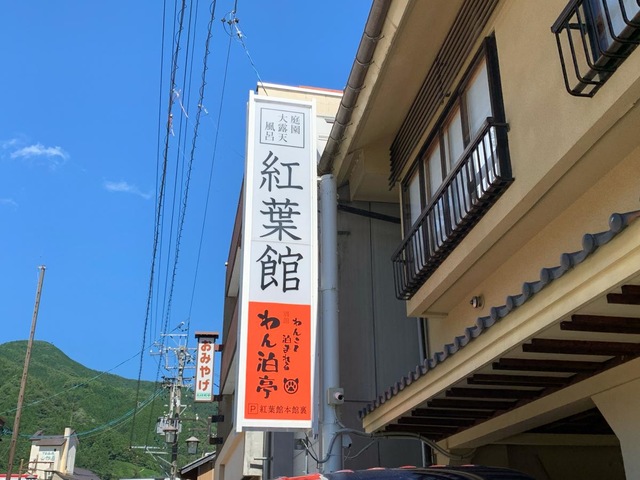 庭園
大露天
風呂
紅葉館
わんこと
泊まれる
わん泊亭
P 紅葉館本館裏
おみやげ